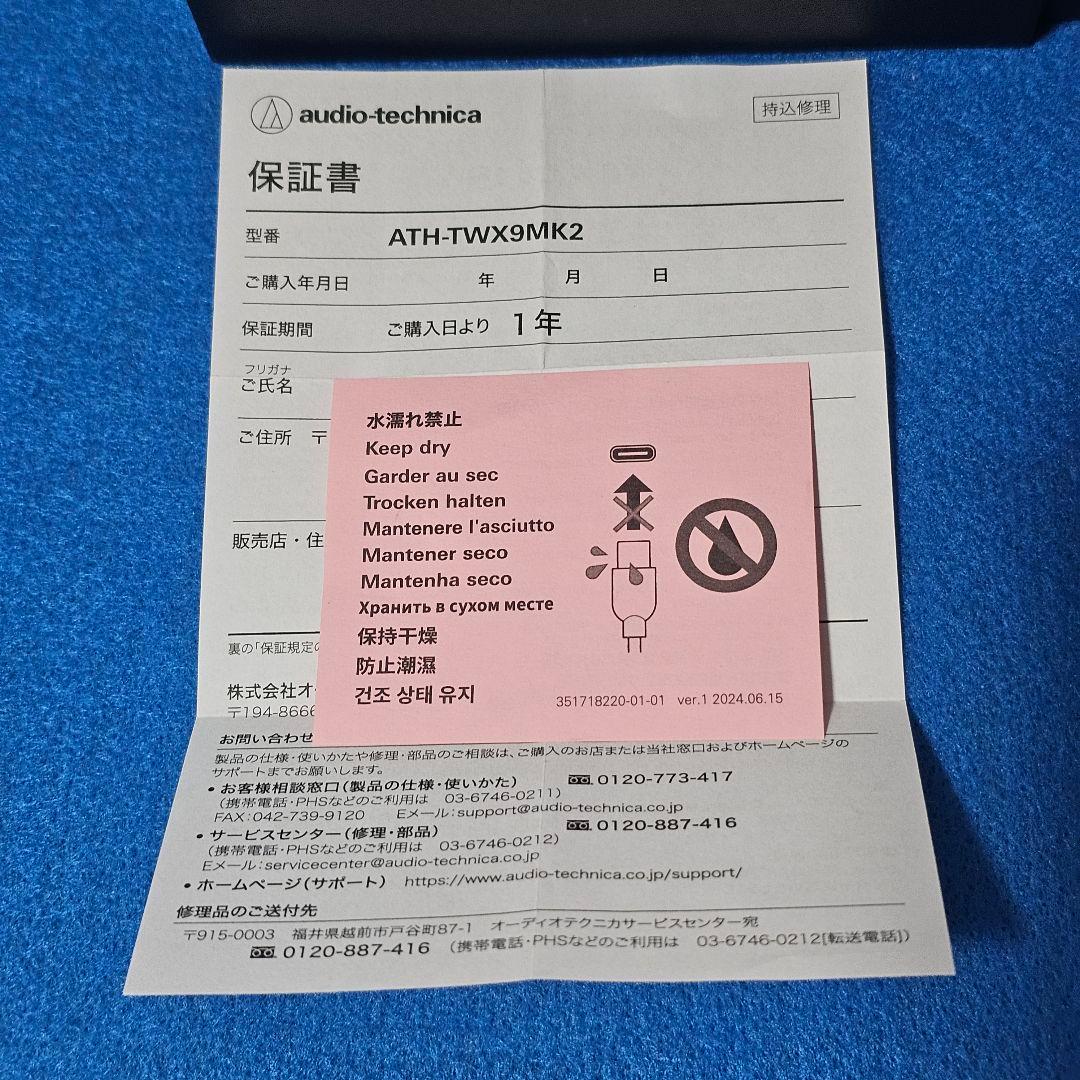 audio-technica
持込修理
保証書
型番 ATH-TWX9MK2
ご購入年月日 年 月 日
保証期間 ご購入日より 1年
フリガナ
ご氏名
ご住所 〒
販売店・住
裏の「保証規定
株式会社オ
〒194-8666
水濡れ禁止
Keep dry
Garder au sec
Trocken halten
Mantenere l'asciutto
Mantener seco
Mantenha seco
Хранить в сухом месте
保持干燥
防止潮濕
건조 상태 유지
351718220-01-01 ver.1 2024.06.15
お問い合わせ
製品の仕様・使いかたや修理・部品のご相談は、ご購入のお店または当社窓口およびホームページの
サポートまでお願いします。
• お客様相談窓口(製品の仕様・使いかた) 0120-773-417
(携帯電話・PHSなどのご利用は 03-6746-0211)
FAX:042-739-9120 Eメール:support@audio-technica.co.jp
• サービスセンター(修理・部品) 0120-887-416
(携帯電話・PHSなどのご利用は 03-6746-0212)
Eメール:servicecenter@audio-technica.co.jp
• ホームページ(サポート) https://www.audio-technica.co.jp/support/
修理品のご送付先
〒915-0003 福井県越前市戸谷町87-1 オーディオテクニカサービスセンター宛
0120-887-416 (携帯電話・PHSなどのご利用は 03-6746-0212[転送電話])